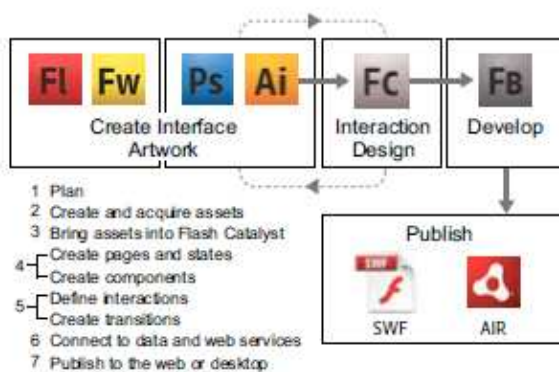 Fl Fw Ps Ai Fc FB
Create Interface
Artwork
Interaction
Design
Develop
1 Plan
2 Create and acquire assets
3 Bring assets into Flash Catalyst
4 Create pages and states
Create components
5 Define interactions
Create transitions
6 Connect to data and web services
7 Publish to the web or desktop
Publish
SWF
SWF
AIR